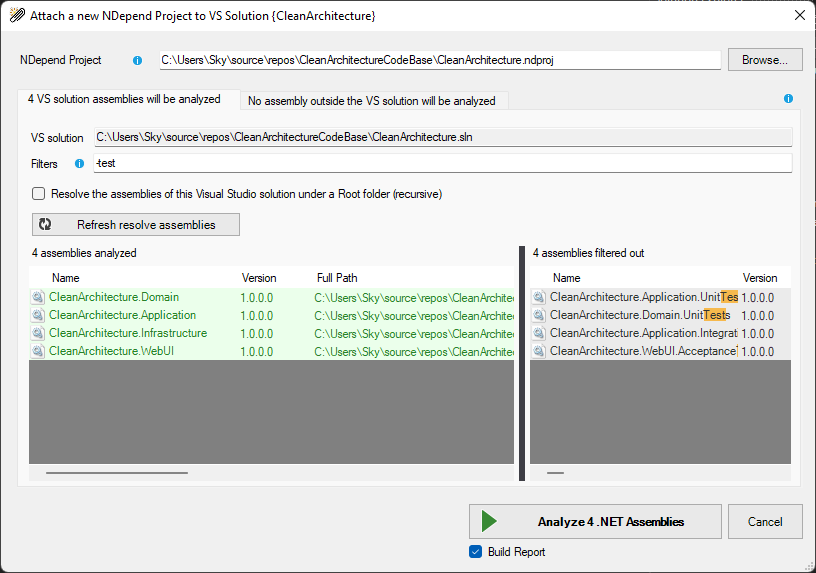 Attach a new NDepend Project to VS Solution {CleanArchitecture}
NDepend Project
C:\Users\Sky\source\repos\CleanArchitectureCodeBase\CleanArchitecture.ndproj
Browse...
4 VS solution assemblies will be analyzed
No assembly outside the VS solution will be analyzed
VS solution
C:\Users\Sky\source\repos\CleanArchitectureCodeBase\CleanArchitecture.sln
Filters
-test
Resolve the assemblies of this Visual Studio solution under a Root folder (recursive)
Refresh resolve assemblies
4 assemblies analyzed
Name Version Full Path
CleanArchitecture.Domain 1.0.0.0 C:\Users\Sky\source\repos\CleanArchite
CleanArchitecture.Application 1.0.0.0 C:\Users\Sky\source\repos\CleanArchite
CleanArchitecture.Infrastructure 1.0.0.0 C:\Users\Sky\source\repos\CleanArchite
CleanArchitecture.WebUI 1.0.0.0 C:\Users\Sky\source\repos\CleanArchite
4 assemblies filtered out
Name Version
CleanArchitecture.Application.UnitTes 1.0.0.0
CleanArchitecture.Domain.UnitTests 1.0.0.0
CleanArchitecture.Application.Integrat 1.0.0.0
CleanArchitecture.WebUI.Acceptance 1.0.0.0
Analyze 4 .NET Assemblies
Cancel
Build Report